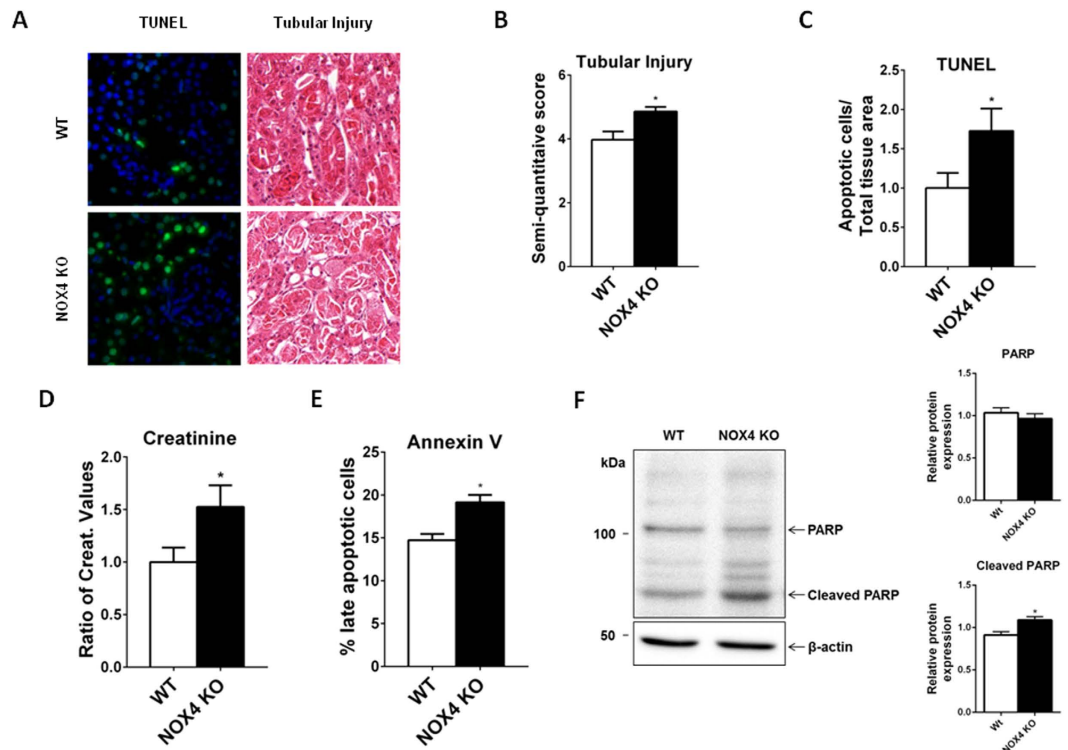 A
TUNEL
Tubular Injury
WT
NOX4 KO
B
Tubular Injury
Semi-quantitaive score
6
4
2
0
*
WT
NOX4 KO
C
TUNEL
Apoptotic cells/
Total tissue area
2.5
2.0
1.5
1.0
0.5
0.0
*
WT
NOX4 KO
D
Creatinine
Ratio of Creat. Values
2.0
1.5
1.0
0.5
0.0
*
WT
NOX4 KO
E
Annexin V
% late apoptotic cells
25
20
15
10
5
0
*
WT
NOX4 KO
F
WT
NOX4 KO
kDa
100
50
PARP
Cleaved PARP
β-actin
PARP
Relative protein
expression
1.5
1.0
0.5
0.0
Wt
NOX4 KO
Cleaved PARP
Relative protein
expression
1.5
1.0
0.5
0.0
*
Wt
NOX4 KO